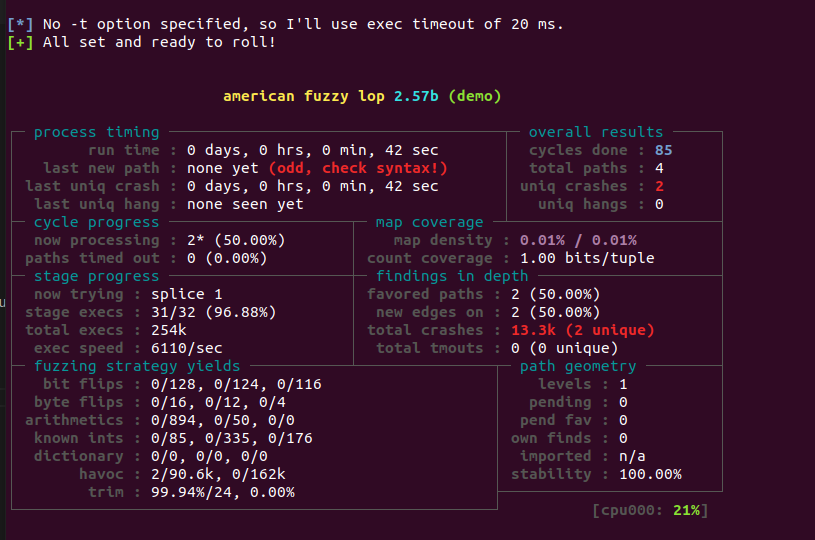 [*] No -t option specified, so I'll use exec timeout of 20 ms.
[+] All set and ready to roll!
american fuzzy lop 2.57b (demo)
process timing overall results
run time : 0 days, 0 hrs, 0 min, 42 sec cycles done : 85
last new path : none yet (odd, check syntax!) total paths : 4
last uniq crash : 0 days, 0 hrs, 0 min, 42 sec uniq crashes : 2
last uniq hang : none seen yet uniq hangs : 0
cycle progress map coverage
now processing : 2* (50.00%) map density : 0.01% / 0.01%
paths timed out : 0 (0.00%) count coverage : 1.00 bits/tuple
stage progress findings in depth
now trying : splice 1 favored paths : 2 (50.00%)
stage execs : 31/32 (96.88%) new edges on : 2 (50.00%)
total execs : 254k total crashes : 13.3k (2 unique)
exec speed : 6110/sec total tmouts : 0 (0 unique)
fuzzing strategy yields path geometry
bit flips : 0/128, 0/124, 0/116 levels : 1
byte flips : 0/16, 0/12, 0/4 pending : 0
arithmetics : 0/894, 0/50, 0/0 pend fav : 0
known ints : 0/85, 0/335, 0/176 own finds : 0
dictionary : 0/0, 0/0, 0/0 imported : n/a
havoc : 2/90.6k, 0/162k stability : 100.00%
trim : 99.94%/24, 0.00%
[cpu000: 21%]